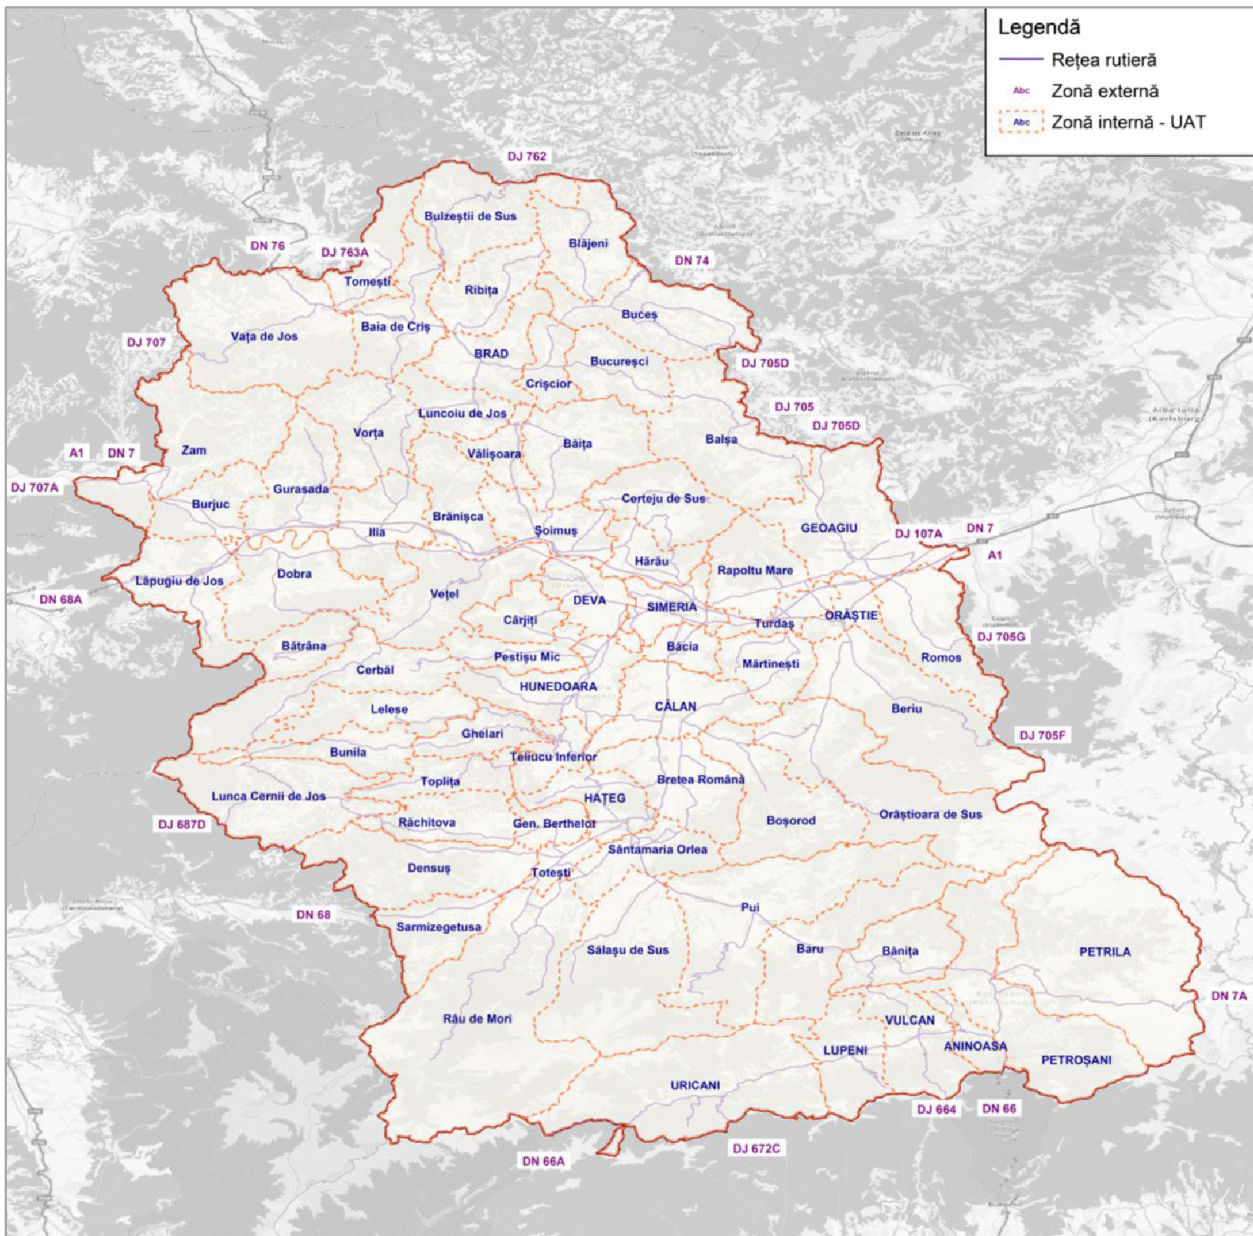 Legendă
Rețea rutieră
Abc Zonă externă
Abc Zonă internă - UAT
DJ 762
Bulzeștii de Sus
Blăjeni
DN 76
DJ 763A
DN 74
Tomești
Ribița
Buceș
Vața de Jos
Baia de Criș
DJ 707
BRAD
București
DJ 705D
Crișcior
DJ 705
Luncoiu de Jos
DJ 705D
Vorța
Băița
Balșa
Zam
Vălișoara
A1
DN 7
DJ 707A
Gurasada
Burjuc
Certeju de Sus
Brănișca
Ilia
Șoimuș
GEOAGIU
DJ 107A
DN 7
A1
Hărău
Rapoltu Mare
Lăpugiu de Jos
Dobra
DN 68A
Vețel
DEVA
SIMERIA
Cârjiți
Turdaș
ORĂȘTIE
DJ 705G
Bătrâna
Pestișu Mic
Băcia
Mărtinești
Romos
Cerbăl
HUNEDOARA
Lelese
CĂLAN
Beriu
Ghelari
DJ 705F
Bunila
Teliucu Inferior
Toplița
Bretea Română
Lunca Cernii de Jos
HAȚEG
Orăștioara de Sus
DJ 687D
Răchitova
Gen. Berthelot
Boșorod
Sântamaria Orlea
Densuș
Totești
DN 68
Pui
Sarmizegetusa
Sălașu de Sus
Baru
Bănița
PETRILA
DN 7A
Râu de Mori
VULCAN
LUPENI
ANINOASA
PETROȘANI
URICANI
DJ 664
DN 66
DJ 672C
DN 66A
Alba Iulia
(Karlsburg)